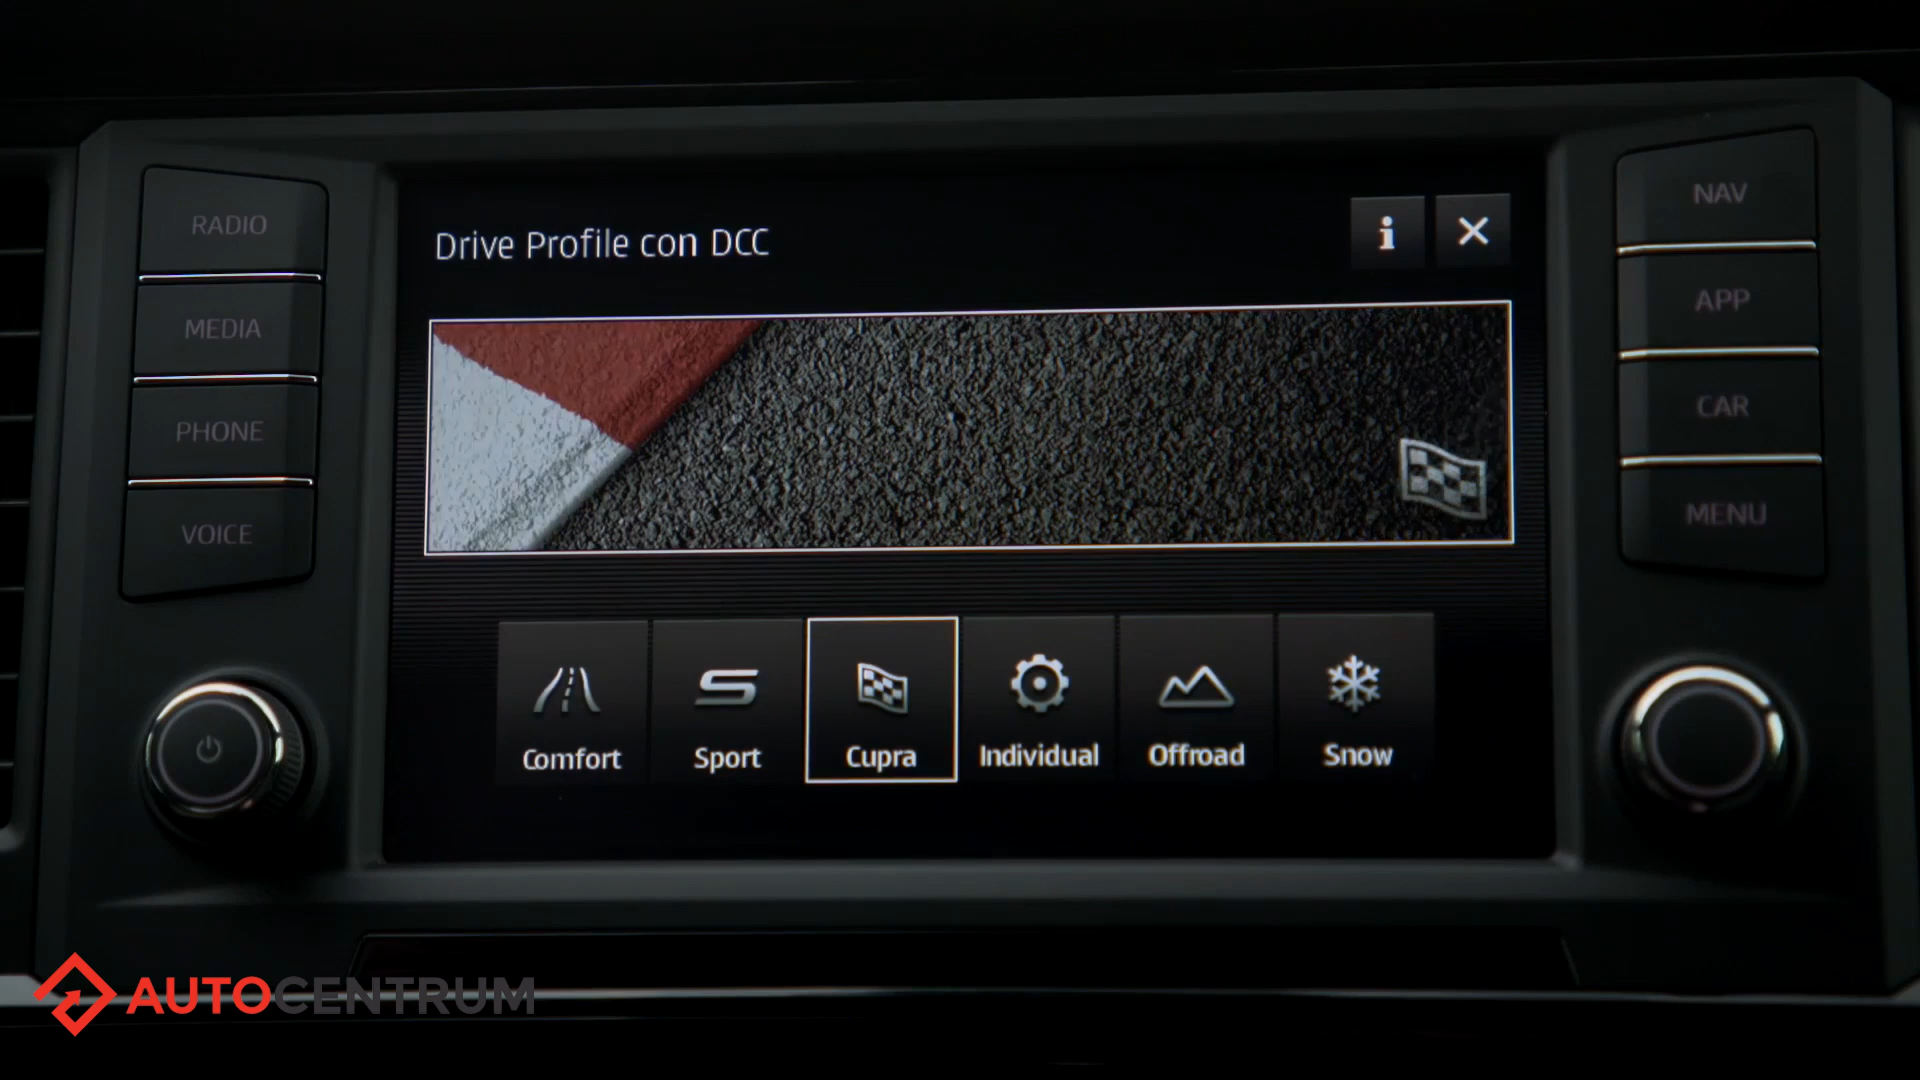 RADIO
MEDIA
PHONE
VOICE
Drive Profile con DCC
i
Comfort
Sport
Cupra
Individual
Offroad
Snow
NAV
APP
CAR
MENU
AUTOCENTRUM